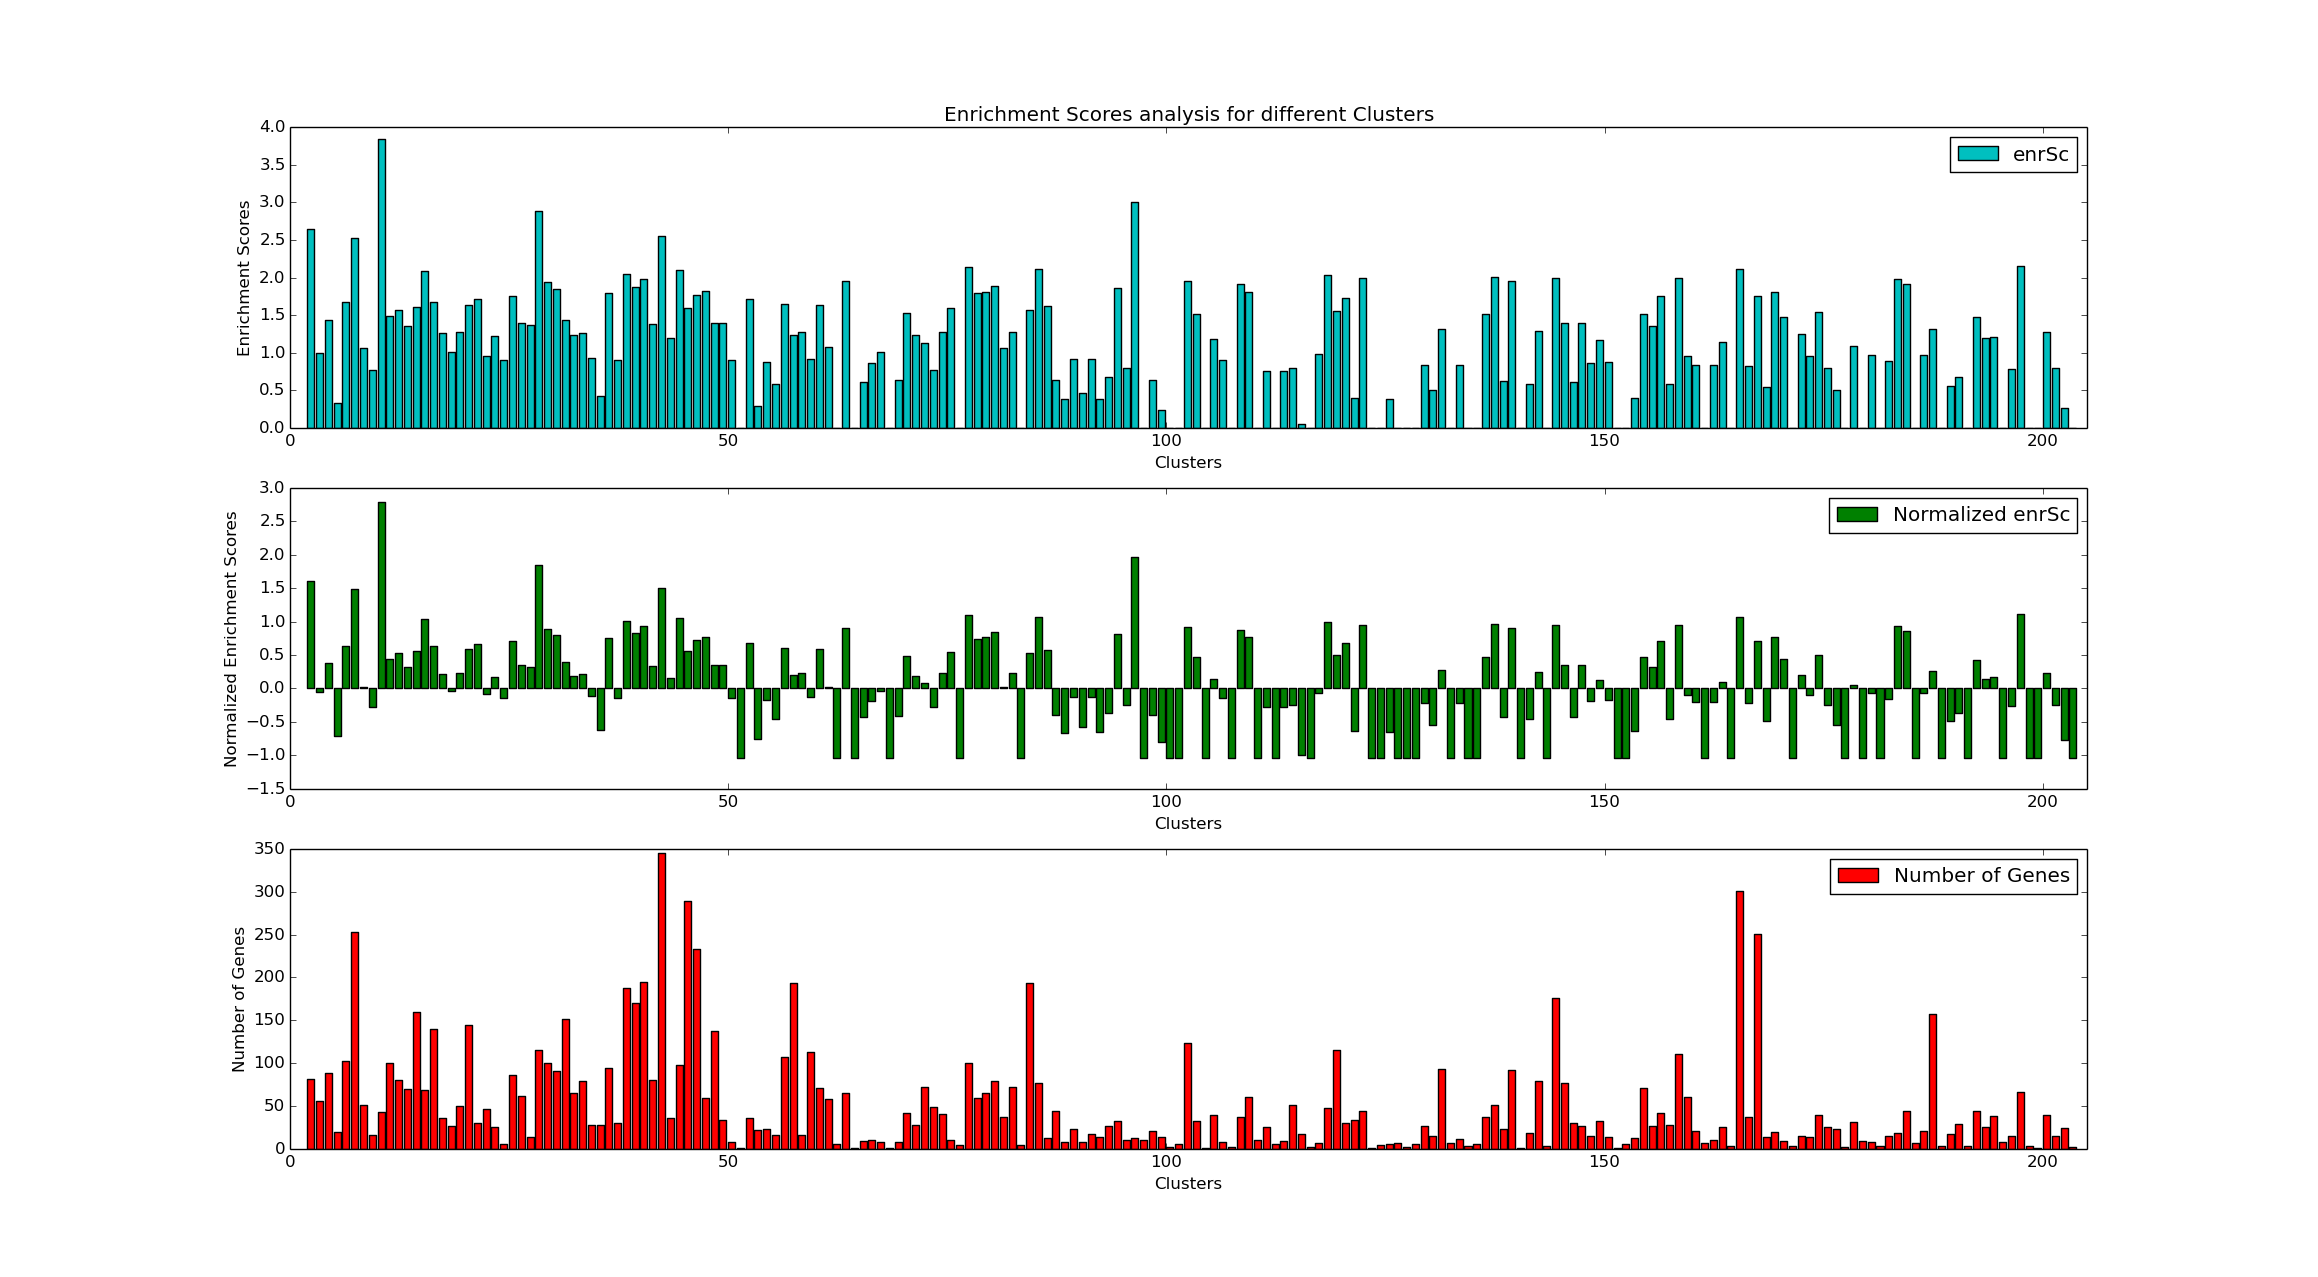 Enrichment Scores analysis for different Clusters
4.0
3.5
3.0
2.5
2.0
1.5
1.0
0.5
0.0
Enrichment Scores
enrSc
0 50 100 150 200
Clusters
3.0
2.5
2.0
1.5
1.0
0.5
0.0
−0.5
−1.0
−1.5
Normalized Enrichment Scores
Normalized enrSc
0 50 100 150 200
Clusters
350
300
250
200
150
100
50
0
Number of Genes
Number of Genes
0 50 100 150 200
Clusters